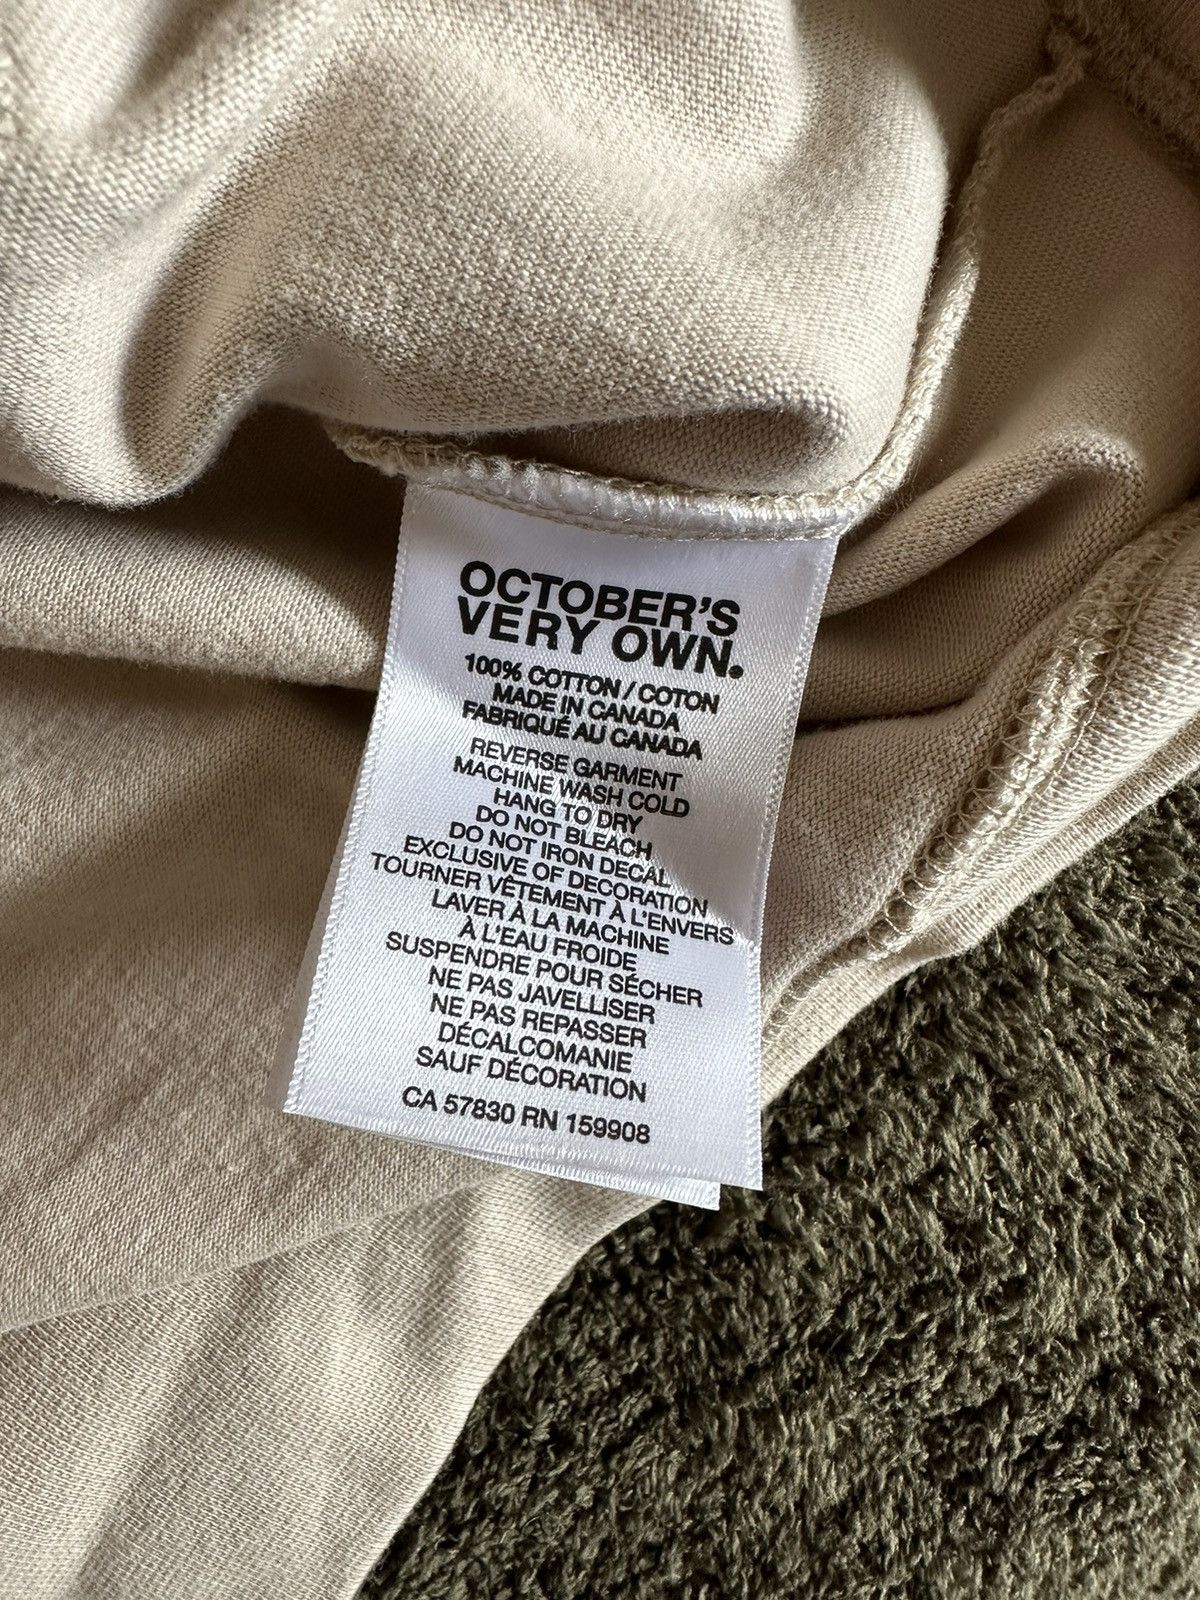 OCTOBER'S
VERY OWN.
100% COTTON / COTON
MADE IN CANADA
FABRIQUÉ AU CANADA
REVERSE GARMENT
MACHINE WASH COLD
HANG TO DRY
DO NOT BLEACH
DO NOT IRON DECAL
EXCLUSIVE OF DECORATION
TOURNER VÊTEMENT À L'ENVERS
LAVER À LA MACHINE
À L'EAU FROIDE
SUSPENDRE POUR SÉCHER
NE PAS JAVELLISER
NE PAS REPASSER
DÉCALCOMANIE
SAUF DÉCORATION
CA 57830 RN 159908